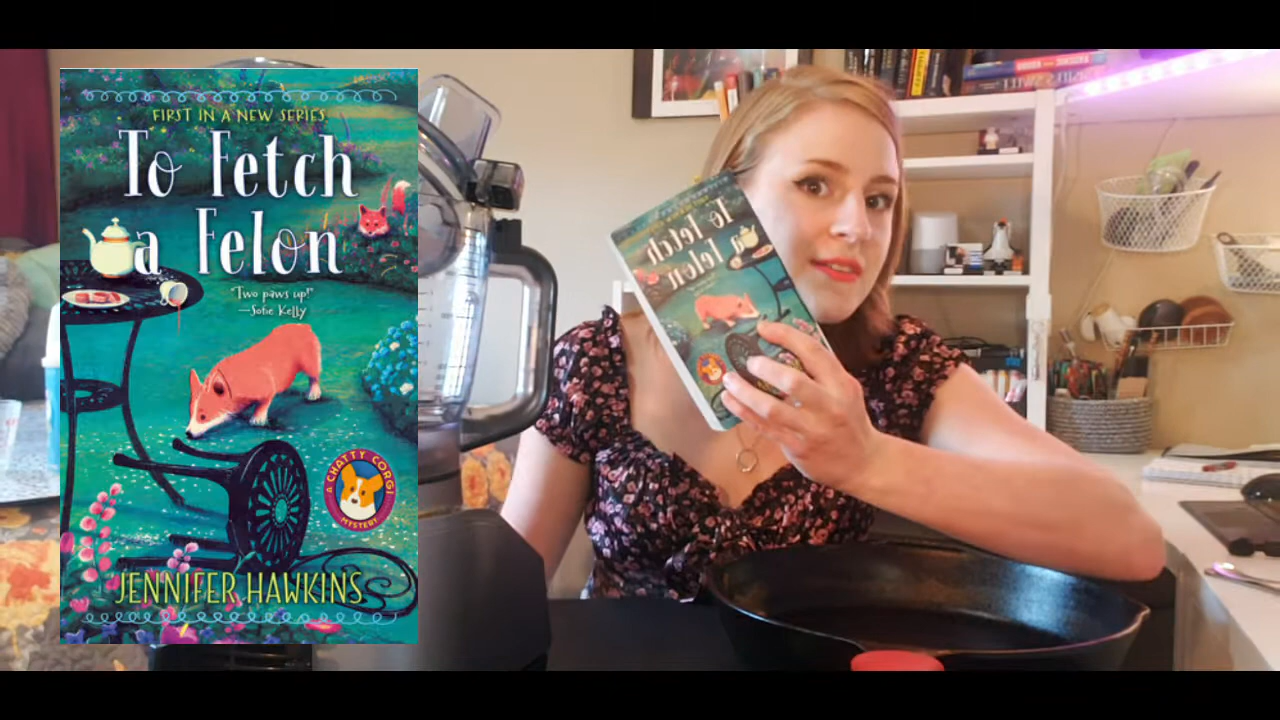 FIRST IN A NEW SERIES
To Fetch
a Felon
"Two paws up!"
—Sofie Kelly
A CHATTY CORGI
MYSTERY
JENNIFER HAWKINS
To Fetch
a Felon